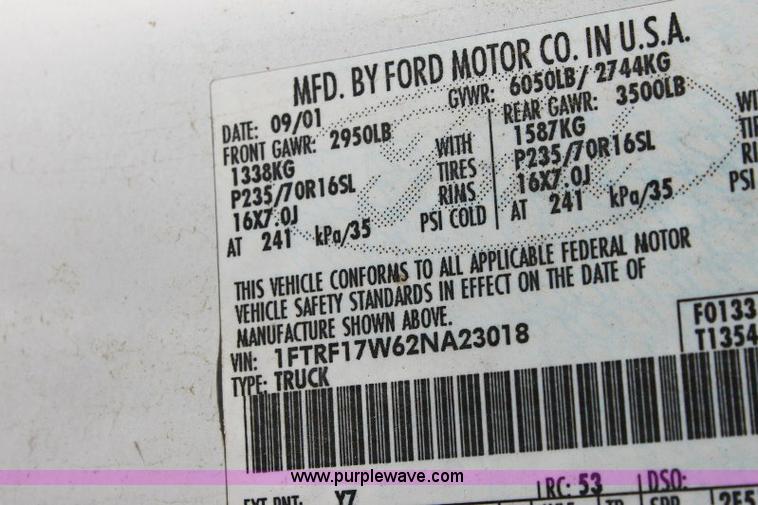 MFD. BY FORD MOTOR CO. IN U.S.A.
DATE: 09/01 GVWR: 6050LB/ 2744KG
FRONT GAWR: 2950LB REAR GAWR: 3500LB
1338KG WITH 1587KG
P235/70R16SL TIRES P235/70R16SL
16X7.0J RIMS 16X7.0J
AT 241 kPa/35 PSI COLD AT 241 kPa/35 PSI
THIS VEHICLE CONFORMS TO ALL APPLICABLE FEDERAL MOTOR
VEHICLE SAFETY STANDARDS IN EFFECT ON THE DATE OF
MANUFACTURE SHOWN ABOVE.
VIN: 1FTRF17W62NA23018 F0133
TYPE: TRUCK T1354
www.purplewave.com
EXT PNT: YZ RC: 53 DSO: